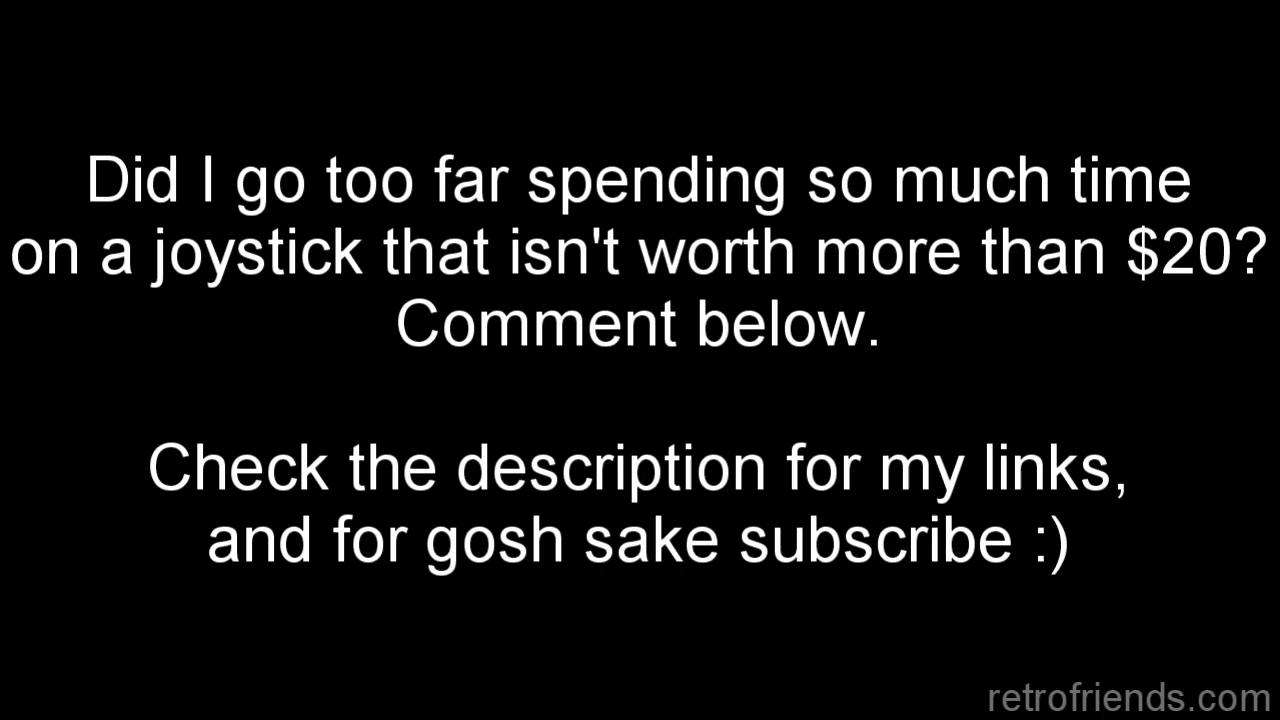 Did I go too far spending so much time
on a joystick that isn't worth more than $20?
Comment below.
Check the description for my links,
and for gosh sake subscribe :)
retrofriends.com